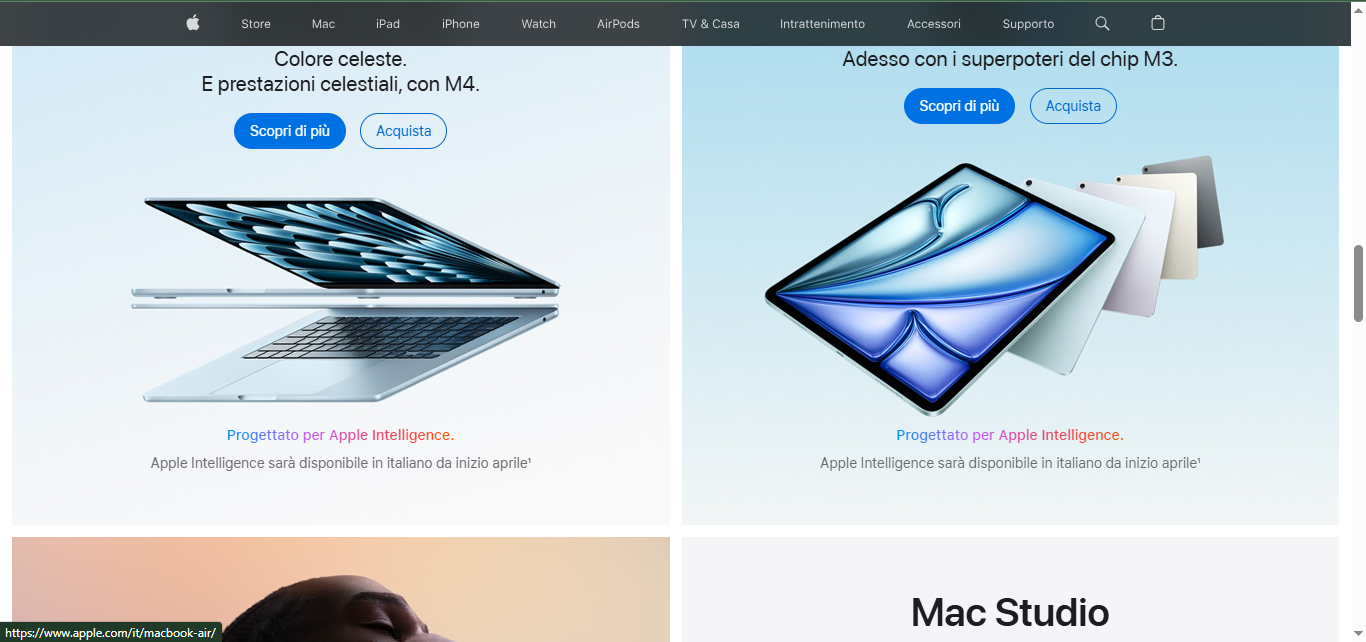 Store Mac iPad iPhone Watch AirPods TV & Casa Intrattenimento Accessori Supporto
Colore celeste.
E prestazioni celestiali, con M4.
Scopri di più Acquista
Progettato per Apple Intelligence.
Apple Intelligence sarà disponibile in italiano da inizio aprile¹
Adesso con i superpoteri del chip M3.
Scopri di più Acquista
Progettato per Apple Intelligence.
Apple Intelligence sarà disponibile in italiano da inizio aprile¹
Mac Studio
https://www.apple.com/it/macbook-air/